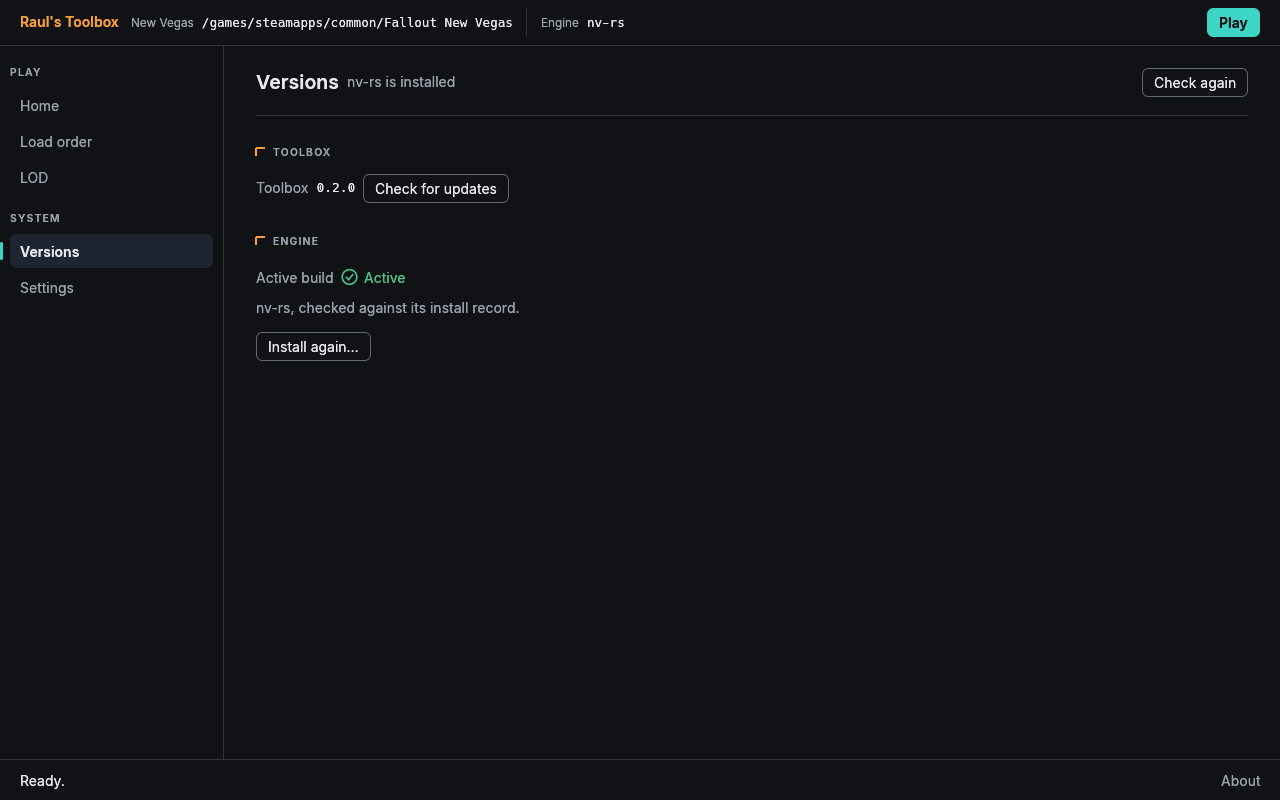 Raul's Toolbox New Vegas /games/steamapps/common/Fallout New Vegas Engine nv-rs Play
PLAY
Home
Load order
LOD
SYSTEM
Versions
Settings
Versions nv-rs is installed Check again
TOOLBOX
Toolbox 0.2.0 Check for updates
ENGINE
Active build Active
nv-rs, checked against its install record.
Install again...
Ready. About